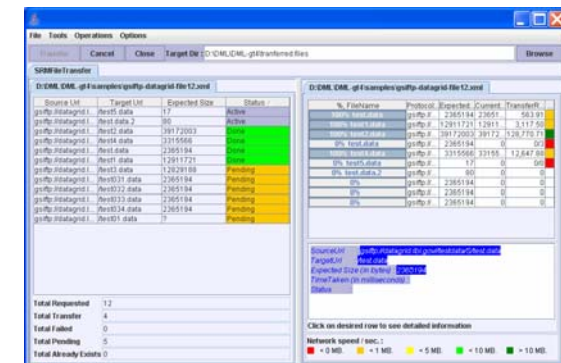 File Tools Operations Options
Transfer Cancel Close Target Dir: D:\DML\DML-gt4\tranferred files Browse
SRMFileTransfer
D:\DML\DML-gt4\samples\gsiftp-datagrid-file12.xml
Source Url Target Url Expected Size Status
gsiftp://datagrid.l... /test5.data 17 Active
gsiftp://datagrid.l... /test.data.2 80 Active
gsiftp://datagrid.l... /test2.data 39172003 Done
gsiftp://datagrid.l... /test4.data 3315566 Done
gsiftp://datagrid.l... /test.data 2365194 Done
gsiftp://datagrid.l... /test1.data 12911721 Done
gsiftp://datagrid.l... /test3.data Pending
gsiftp://datagrid.l... /test031.data 2365194 Pending
gsiftp://datagrid.l... /test032.data 2365194 Pending
gsiftp://datagrid.l... /test033.data 2365194 Pending
gsiftp://datagrid.l... /test034.data 2365194 Pending
gsiftp://datagrid.l... /test01.data ? Pending
Total Requested 12
Total Transfer 4
Total Failed 0
Total Pending 5
Total Already Exists 0
D:\DML\DML-gt4\samples\gsiftp-datagrid-file12.xml
%, FileName Protocol... Expected... Current... TransferR...
100% test.data gsiftp://... 2365194 23651... 583.91
100% test1.data gsiftp://... 12911721 12911... 3,117.50
100% test2.data gsiftp://... 39172003 39172... 128,770.71
0% test.data gsiftp://... 2365194 0
100% test4.data gsiftp://... 3315566 33155... 12,647.88
0% test5.data gsiftp://... 17 0
0% test.data.2 gsiftp://... 80 0 0
0% gsiftp://... 2365194 0 0
0% gsiftp://... 2365194 0 0
0% gsiftp://... 2365194 0 0
SourceUrl gsiftp://datagrid.lbl.gov//testdata/5/test.data
TargetUrl /test.data
Expected Size (in bytes) 2365194
TimeTaken (in milliseconds)
Status
Click on desired row to see detailed information
Network speed / sec. :
< 0 MB. < 1 MB. < 5 MB. < 10 MB. > 10 MB.